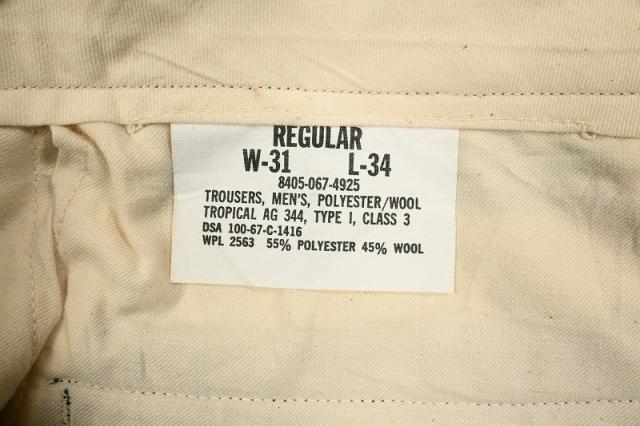 REGULAR
W-31 L-34
8405-067-4925
TROUSERS, MEN'S, POLYESTER/WOOL
TROPICAL AG 344, TYPE I, CLASS 3
DSA 100-67-C-1416
WPL 2563 55% POLYESTER 45% WOOL